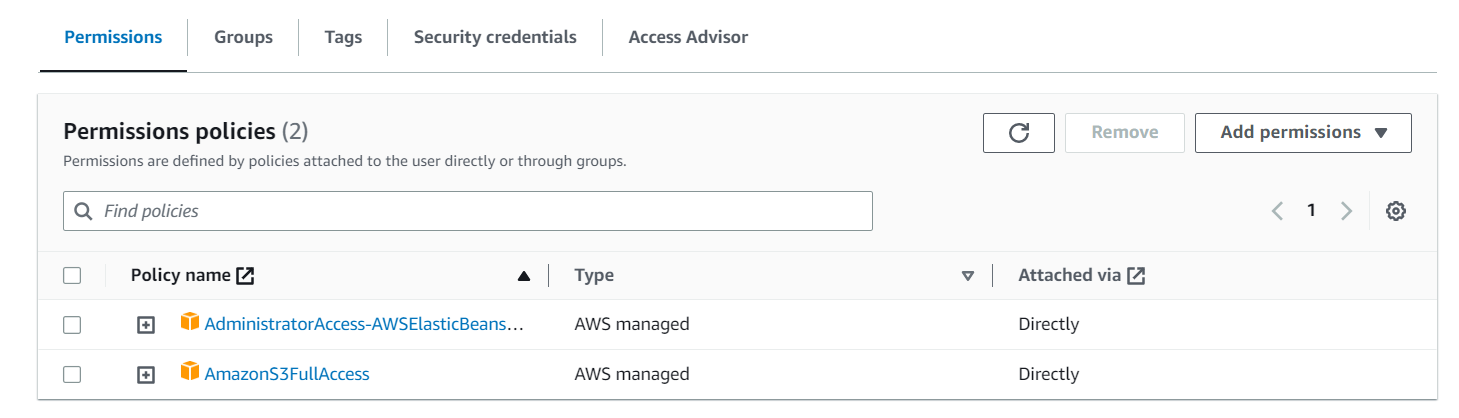 Permissions Groups Tags Security credentials Access Advisor
Permissions policies (2) Remove Add permissions
Permissions are defined by policies attached to the user directly or through groups.
Find policies 1
Policy name Type Attached via
AdministratorAccess-AWSElasticBeans... AWS managed Directly
AmazonS3FullAccess AWS managed Directly